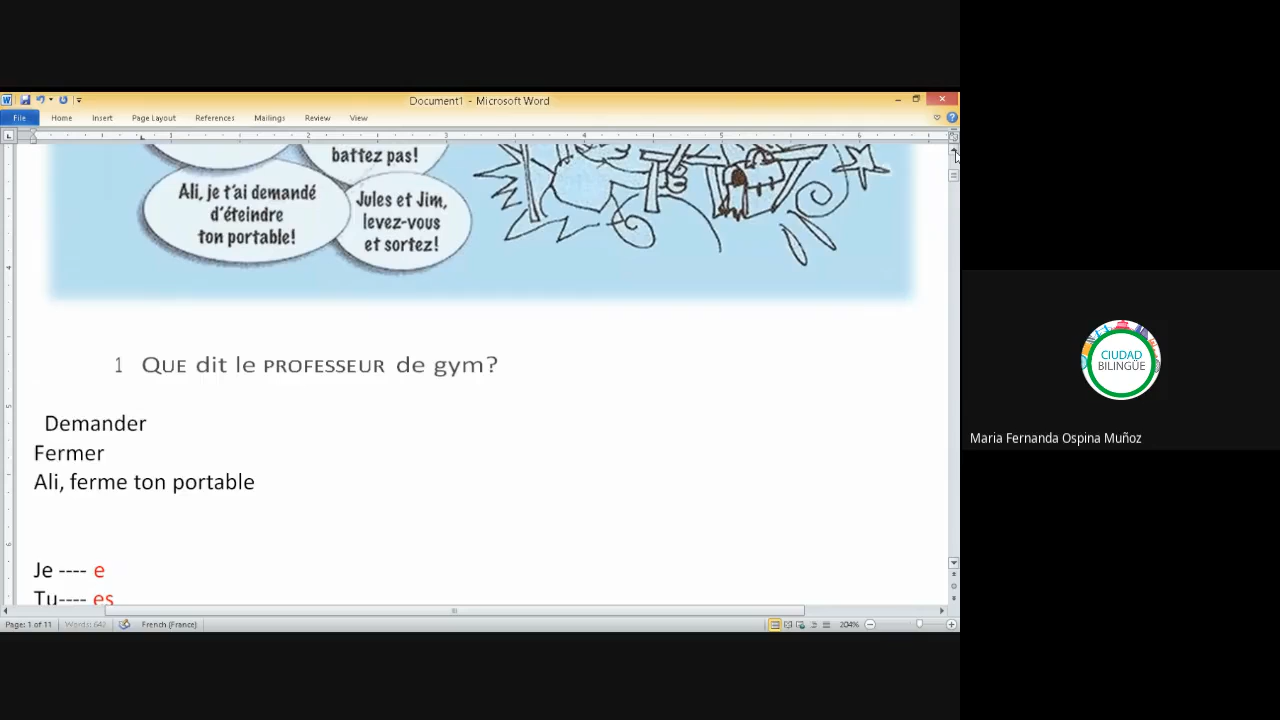 Document1 - Microsoft Word
File Home Insert Page Layout References Mailings Review View
battez pas!
Ali, je t'ai demandé
d'éteindre
ton portable!
Jules et Jim,
levez-vous
et sortez!
1 QUE dit le PROFESSEUR de gym?
Demander
Fermer
Ali, ferme ton portable
Je ---- e
Tu---- es
Page: 1 of 11 Words: 642 French (France) 204%
CIUDAD
BILINGÜE
Maria Fernanda Ospina Muñoz